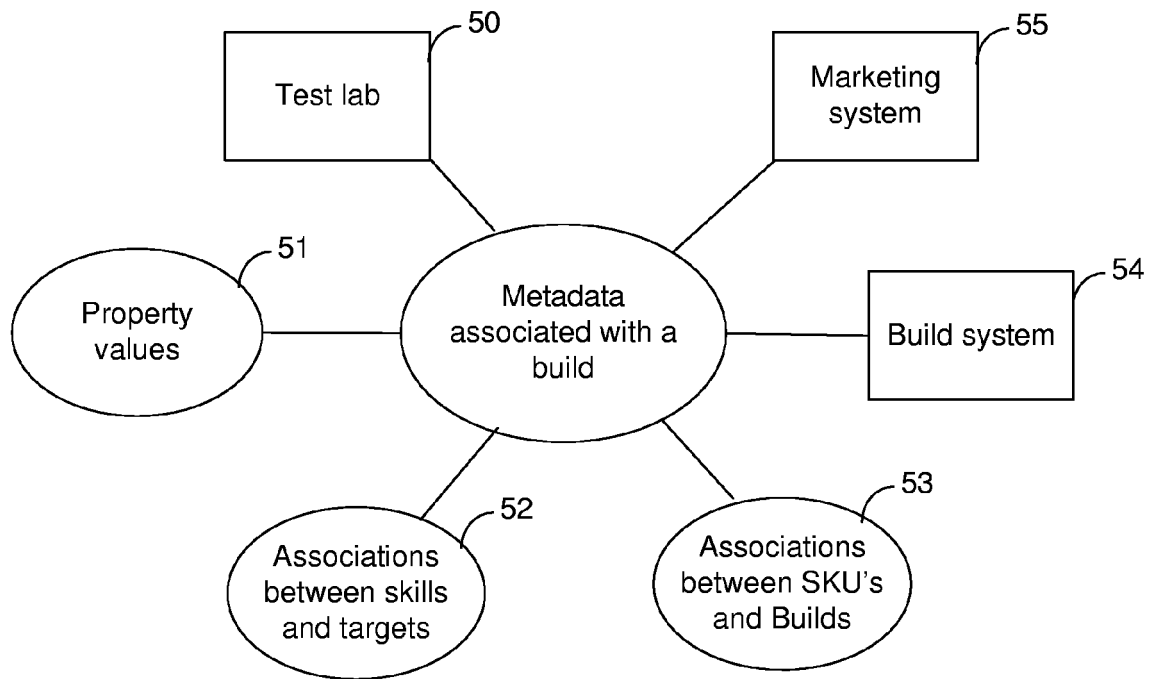 50
Test lab
55
Marketing
system
51
Property
values
Metadata
associated with a
build
54
Build system
52
Associations
between skills
and targets
53
Associations
between SKU's
and Builds